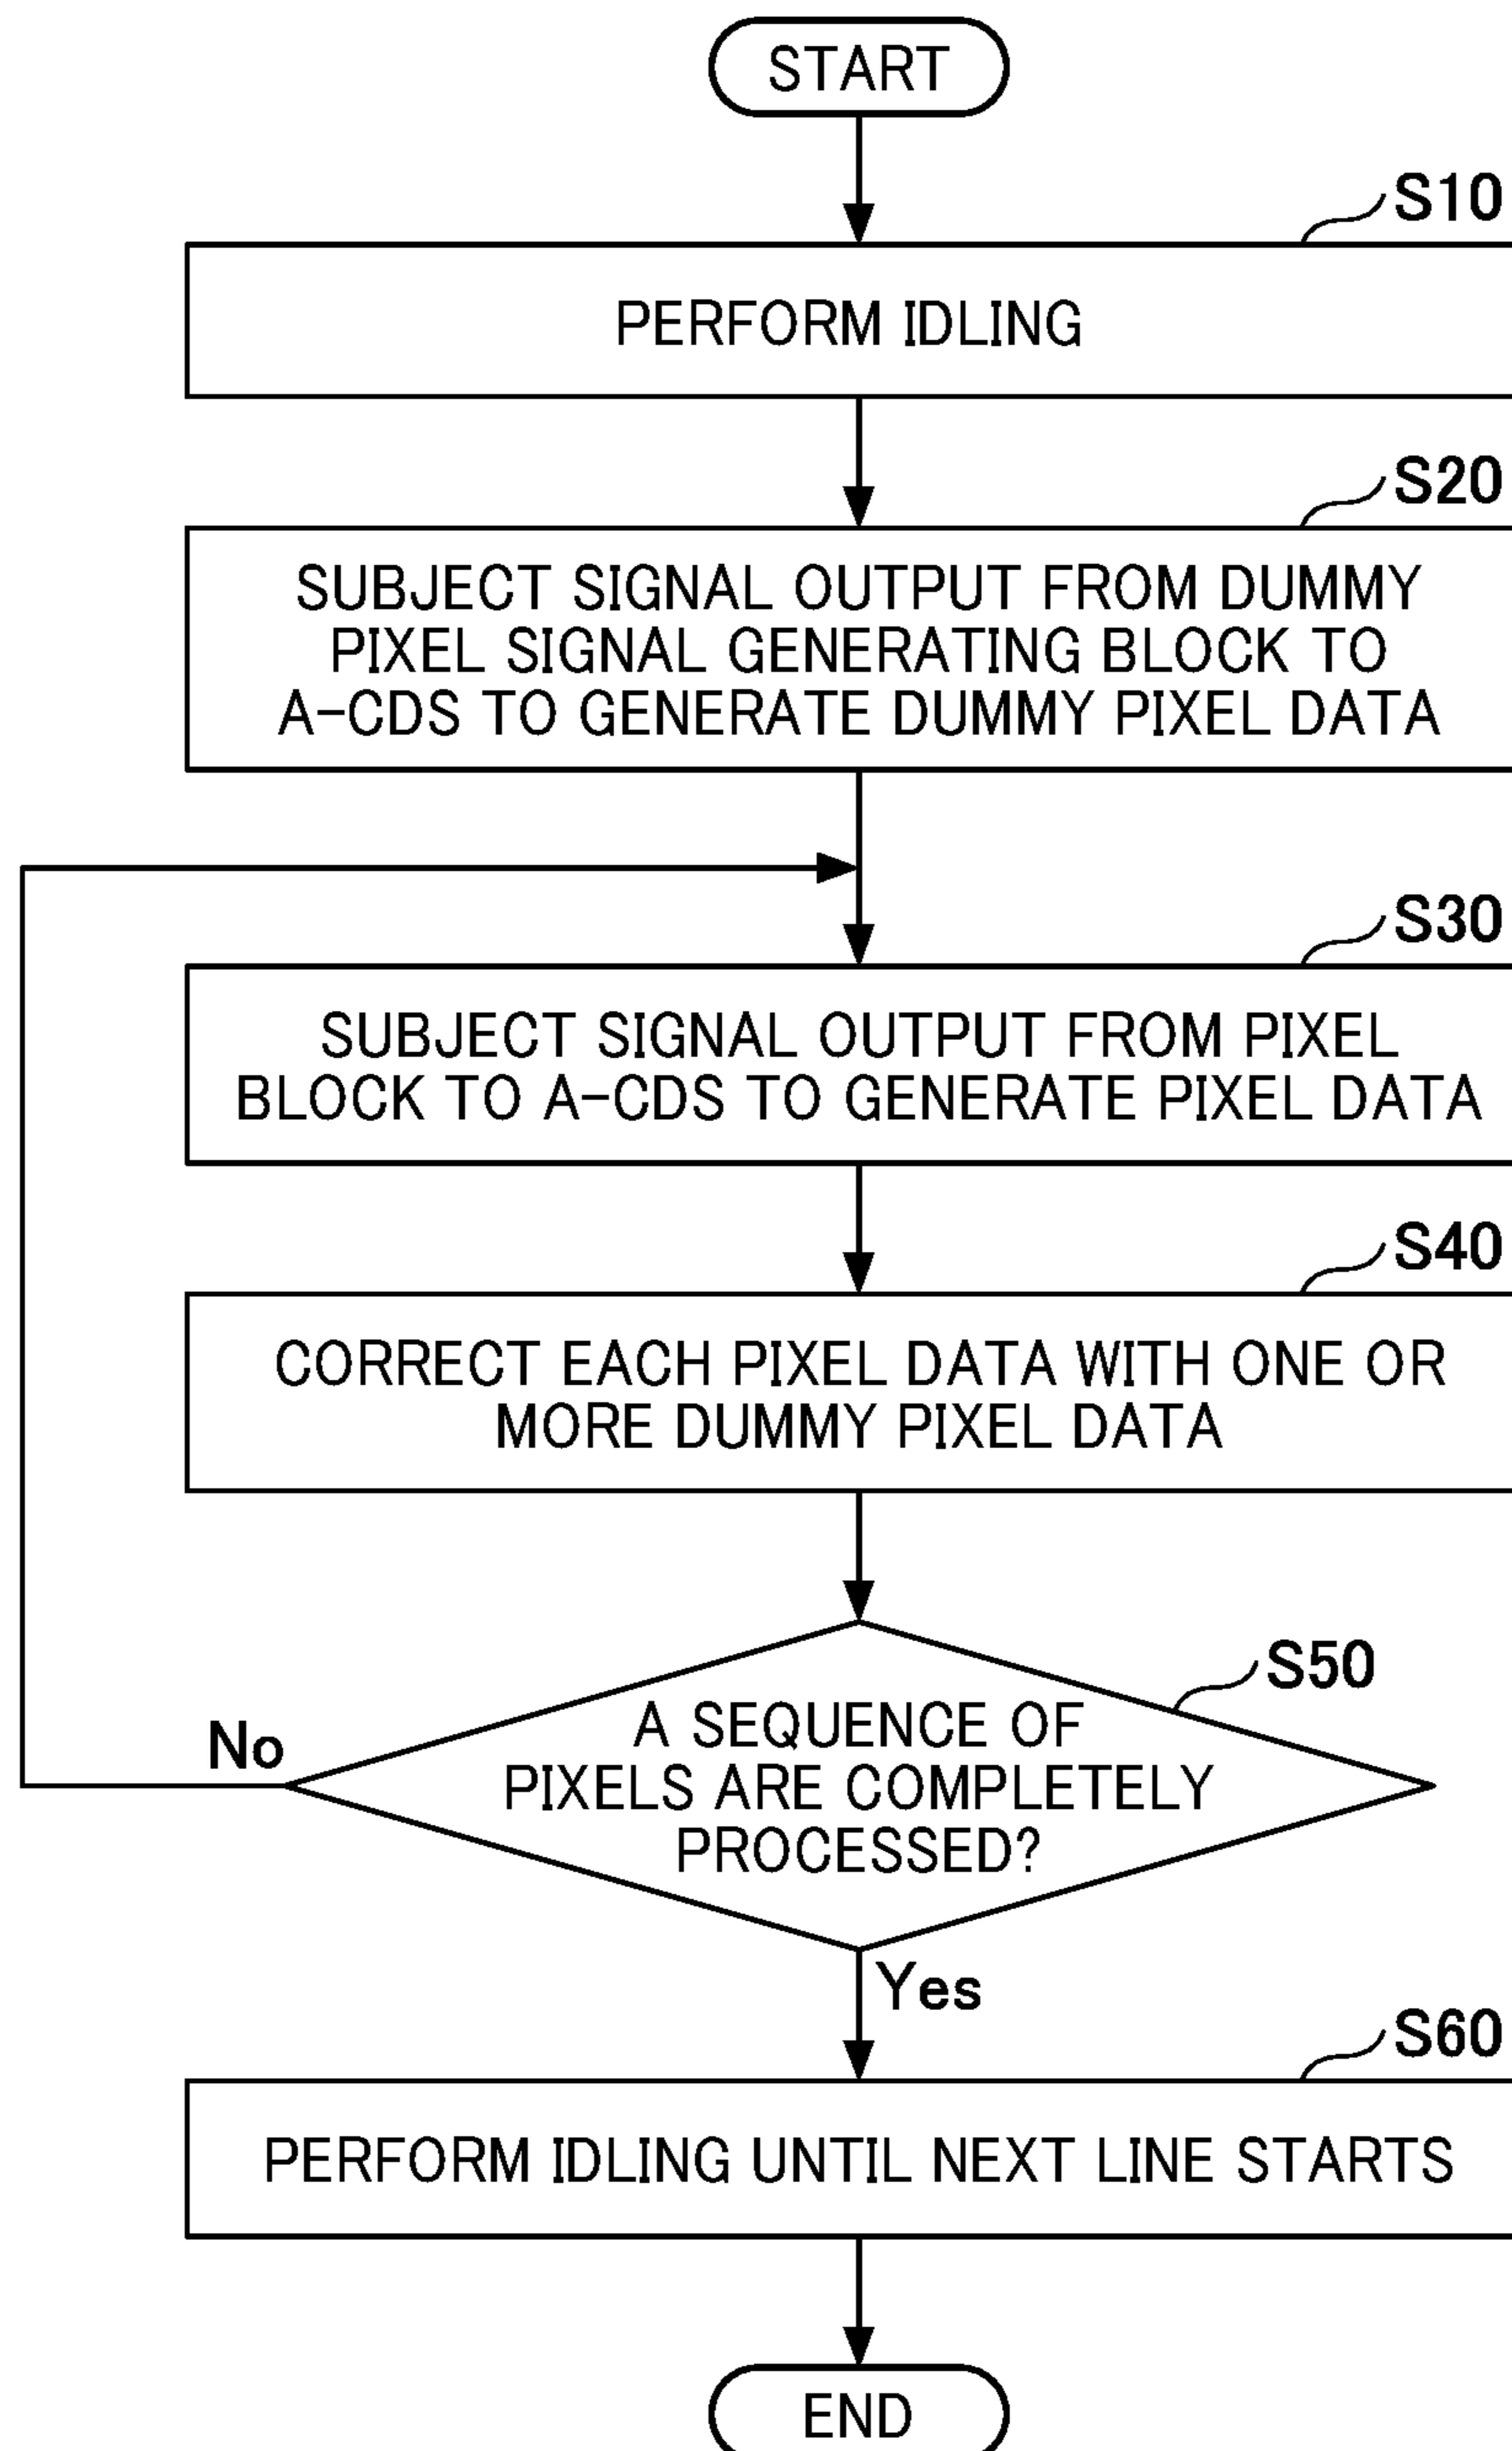 START
S10
PERFORM IDLING
S20
SUBJECT SIGNAL OUTPUT FROM DUMMY
PIXEL SIGNAL GENERATING BLOCK TO
A-CDS TO GENERATE DUMMY PIXEL DATA
S30
SUBJECT SIGNAL OUTPUT FROM PIXEL
BLOCK TO A-CDS TO GENERATE PIXEL DATA
S40
CORRECT EACH PIXEL DATA WITH ONE OR
MORE DUMMY PIXEL DATA
S50
A SEQUENCE OF
PIXELS ARE COMPLETELY
PROCESSED?
No
Yes
S60
PERFORM IDLING UNTIL NEXT LINE STARTS
END